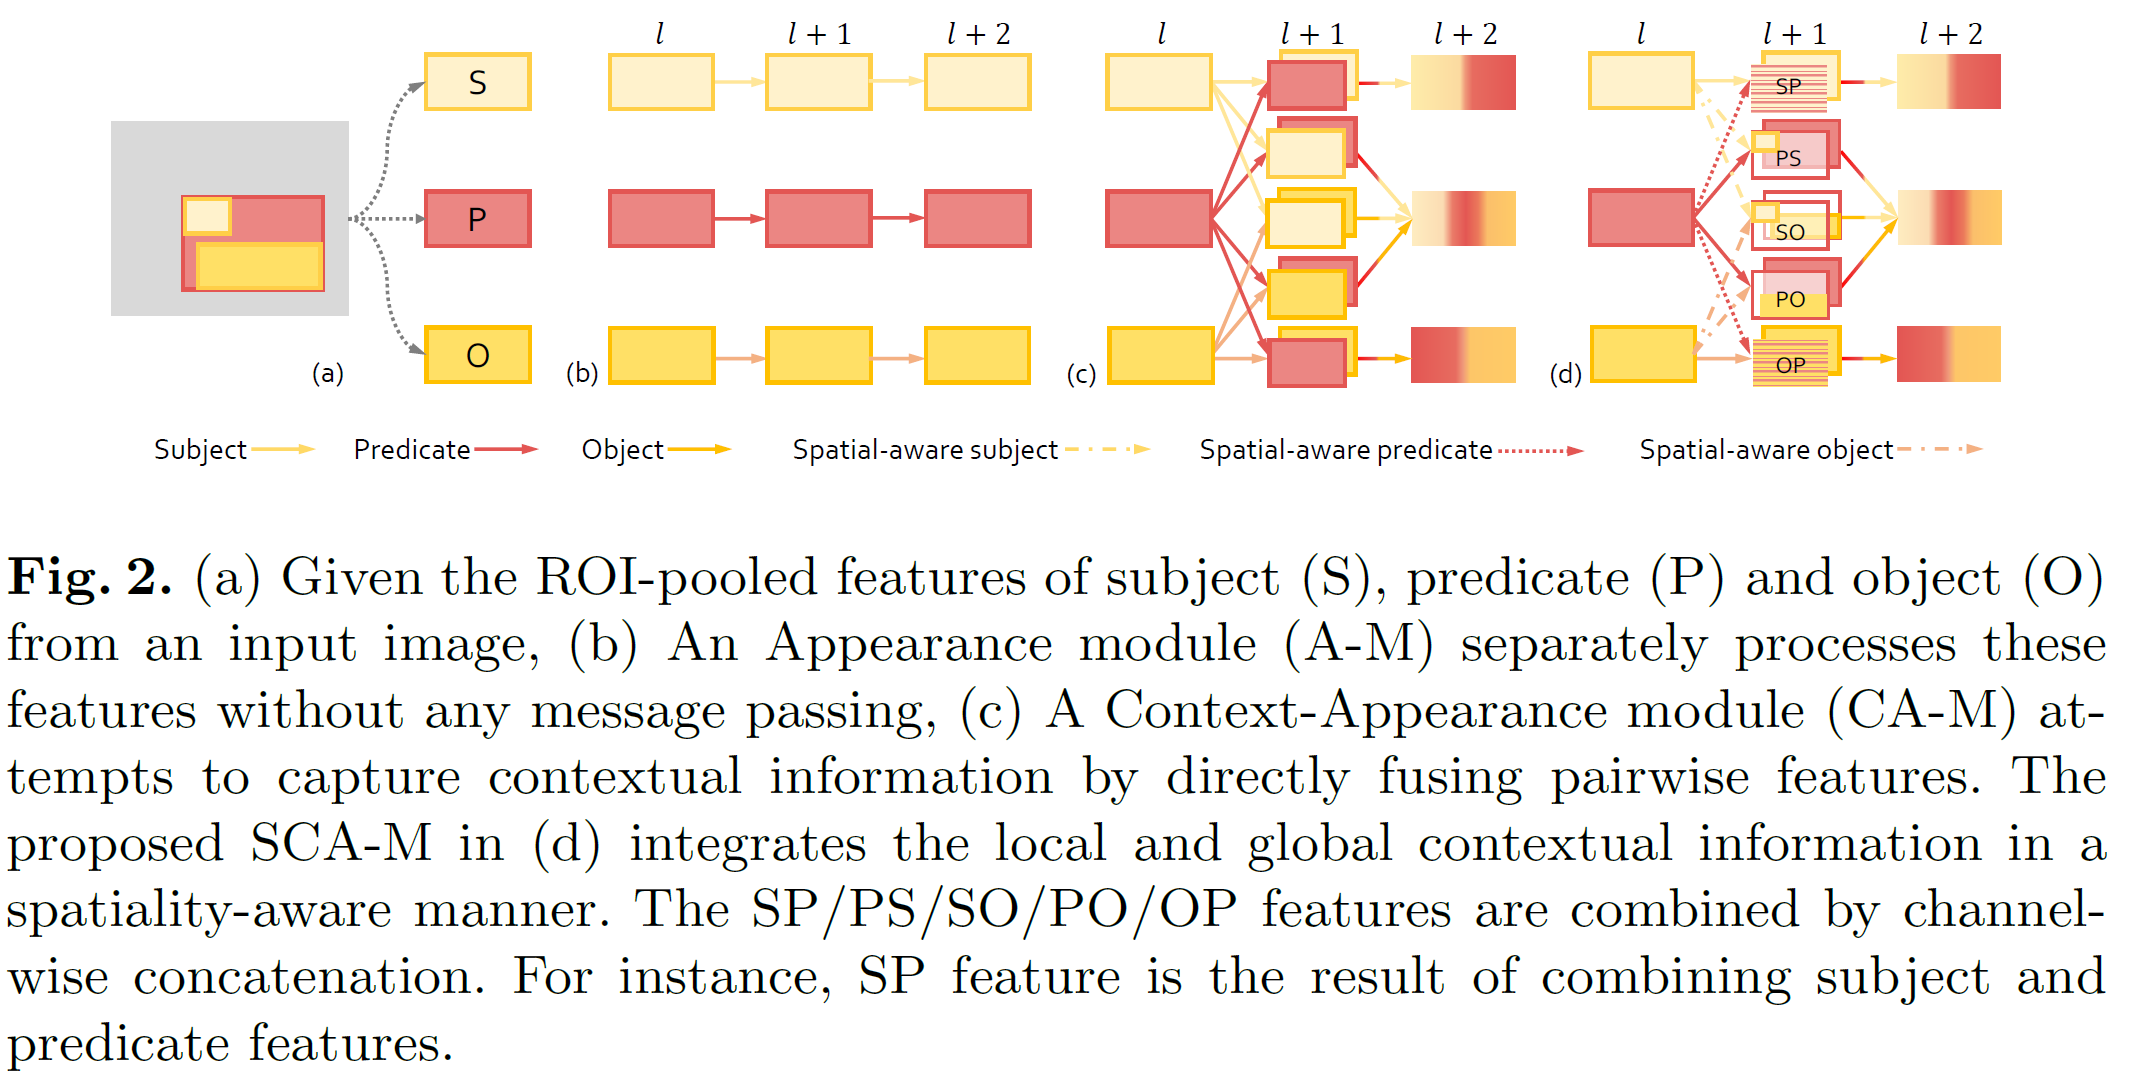 l l + 1 l + 2 l l + 1 l + 2 l l + 1 l + 2
S SP
PS
P SO
PO
O OP
(a) (b) (c) (d)
Subject Predicate Object Spatial-aware subject Spatial-aware predicate Spatial-aware object
Fig. 2. (a) Given the ROI-pooled features of subject (S), predicate (P) and object (O)
from an input image, (b) An Appearance module (A-M) separately processes these
features without any message passing, (c) A Context-Appearance module (CA-M) at-
tempts to capture contextual information by directly fusing pairwise features. The
proposed SCA-M in (d) integrates the local and global contextual information in a
spatiality-aware manner. The SP/PS/SO/PO/OP features are combined by channel-
wise concatenation. For instance, SP feature is the result of combining subject and
predicate features.